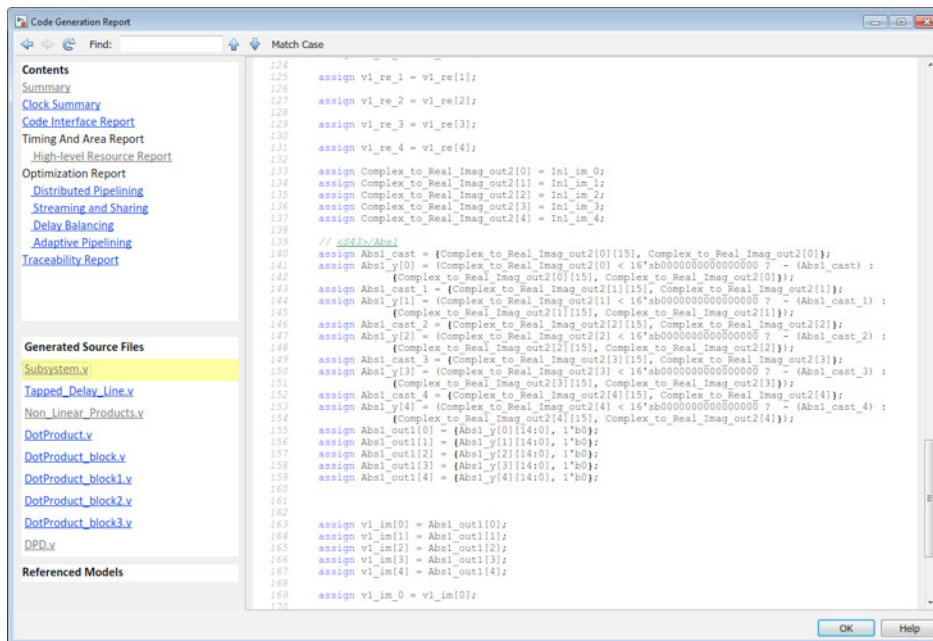 Code Generation Report
Find:
Match Case
Contents
Summary
Clock Summary
Code Interface Report
Timing And Area Report
High-level Resource Report
Optimization Report
Distributed Pipelining
Streaming and Sharing
Delay Balancing
Adaptive Pipelining
Traceability Report
Generated Source Files
Subsystem.v
Tapped_Delay_Line.v
Non_Linear_Products.v
DotProduct.v
DotProduct_block.v
DotProduct_block1.v
DotProduct_block2.v
DotProduct_block3.v
DPD.v
Referenced Models
124
125 assign v1_re_1 = v1_re[1];
126
127 assign v1_re_2 = v1_re[2];
128
129 assign v1_re_3 = v1_re[3];
130
131 assign v1_re_4 = v1_re[4];
132
133 assign Complex_to_Real_Imag_out2[0] = In1_im_0;
134 assign Complex_to_Real_Imag_out2[1] = In1_im_1;
135 assign Complex_to_Real_Imag_out2[2] = In1_im_2;
136 assign Complex_to_Real_Imag_out2[3] = In1_im_3;
137 assign Complex_to_Real_Imag_out2[4] = In1_im_4;
138
139 // <S43>/Abs1
140 assign Abs1_cast = {Complex_to_Real_Imag_out2[0][15], Complex_to_Real_Imag_out2[0]};
141 assign Abs1_y[0] = (Complex_to_Real_Imag_out2[0] < 16'sb0000000000000000 ? - (Abs1_cast) :
142 {Complex_to_Real_Imag_out2[0][15], Complex_to_Real_Imag_out2[0]});
143 assign Abs1_cast_1 = {Complex_to_Real_Imag_out2[1][15], Complex_to_Real_Imag_out2[1]};
144 assign Abs1_y[1] = (Complex_to_Real_Imag_out2[1] < 16'sb0000000000000000 ? - (Abs1_cast_1) :
145 {Complex_to_Real_Imag_out2[1][15], Complex_to_Real_Imag_out2[1]});
146 assign Abs1_cast_2 = {Complex_to_Real_Imag_out2[2][15], Complex_to_Real_Imag_out2[2]};
147 assign Abs1_y[2] = (Complex_to_Real_Imag_out2[2] < 16'sb0000000000000000 ? - (Abs1_cast_2) :
148 {Complex_to_Real_Imag_out2[2][15], Complex_to_Real_Imag_out2[2]});
149 assign Abs1_cast_3 = {Complex_to_Real_Imag_out2[3][15], Complex_to_Real_Imag_out2[3]};
150 assign Abs1_y[3] = (Complex_to_Real_Imag_out2[3] < 16'sb0000000000000000 ? - (Abs1_cast_3) :
151 {Complex_to_Real_Imag_out2[3][15], Complex_to_Real_Imag_out2[3]});
152 assign Abs1_cast_4 = {Complex_to_Real_Imag_out2[4][15], Complex_to_Real_Imag_out2[4]};
153 assign Abs1_y[4] = (Complex_to_Real_Imag_out2[4] < 16'sb0000000000000000 ? - (Abs1_cast_4) :
154 {Complex_to_Real_Imag_out2[4][15], Complex_to_Real_Imag_out2[4]});
155 assign Abs1_out1[0] = {Abs1_y[0][14:0], 1'b0};
156 assign Abs1_out1[1] = {Abs1_y[1][14:0], 1'b0};
157 assign Abs1_out1[2] = {Abs1_y[2][14:0], 1'b0};
158 assign Abs1_out1[3] = {Abs1_y[3][14:0], 1'b0};
159 assign Abs1_out1[4] = {Abs1_y[4][14:0], 1'b0};
160
161
162
163 assign v1_im[0] = Abs1_out1[0];
164 assign v1_im[1] = Abs1_out1[1];
165 assign v1_im[2] = Abs1_out1[2];
166 assign v1_im[3] = Abs1_out1[3];
167 assign v1_im[4] = Abs1_out1[4];
168
169 assign v1_im_0 = v1_im[0];
170
OK
Help